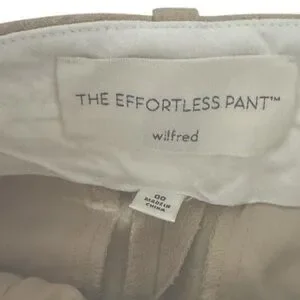 THE EFFORTLESS PANT™
wilfred
00
MADE IN
CHINA